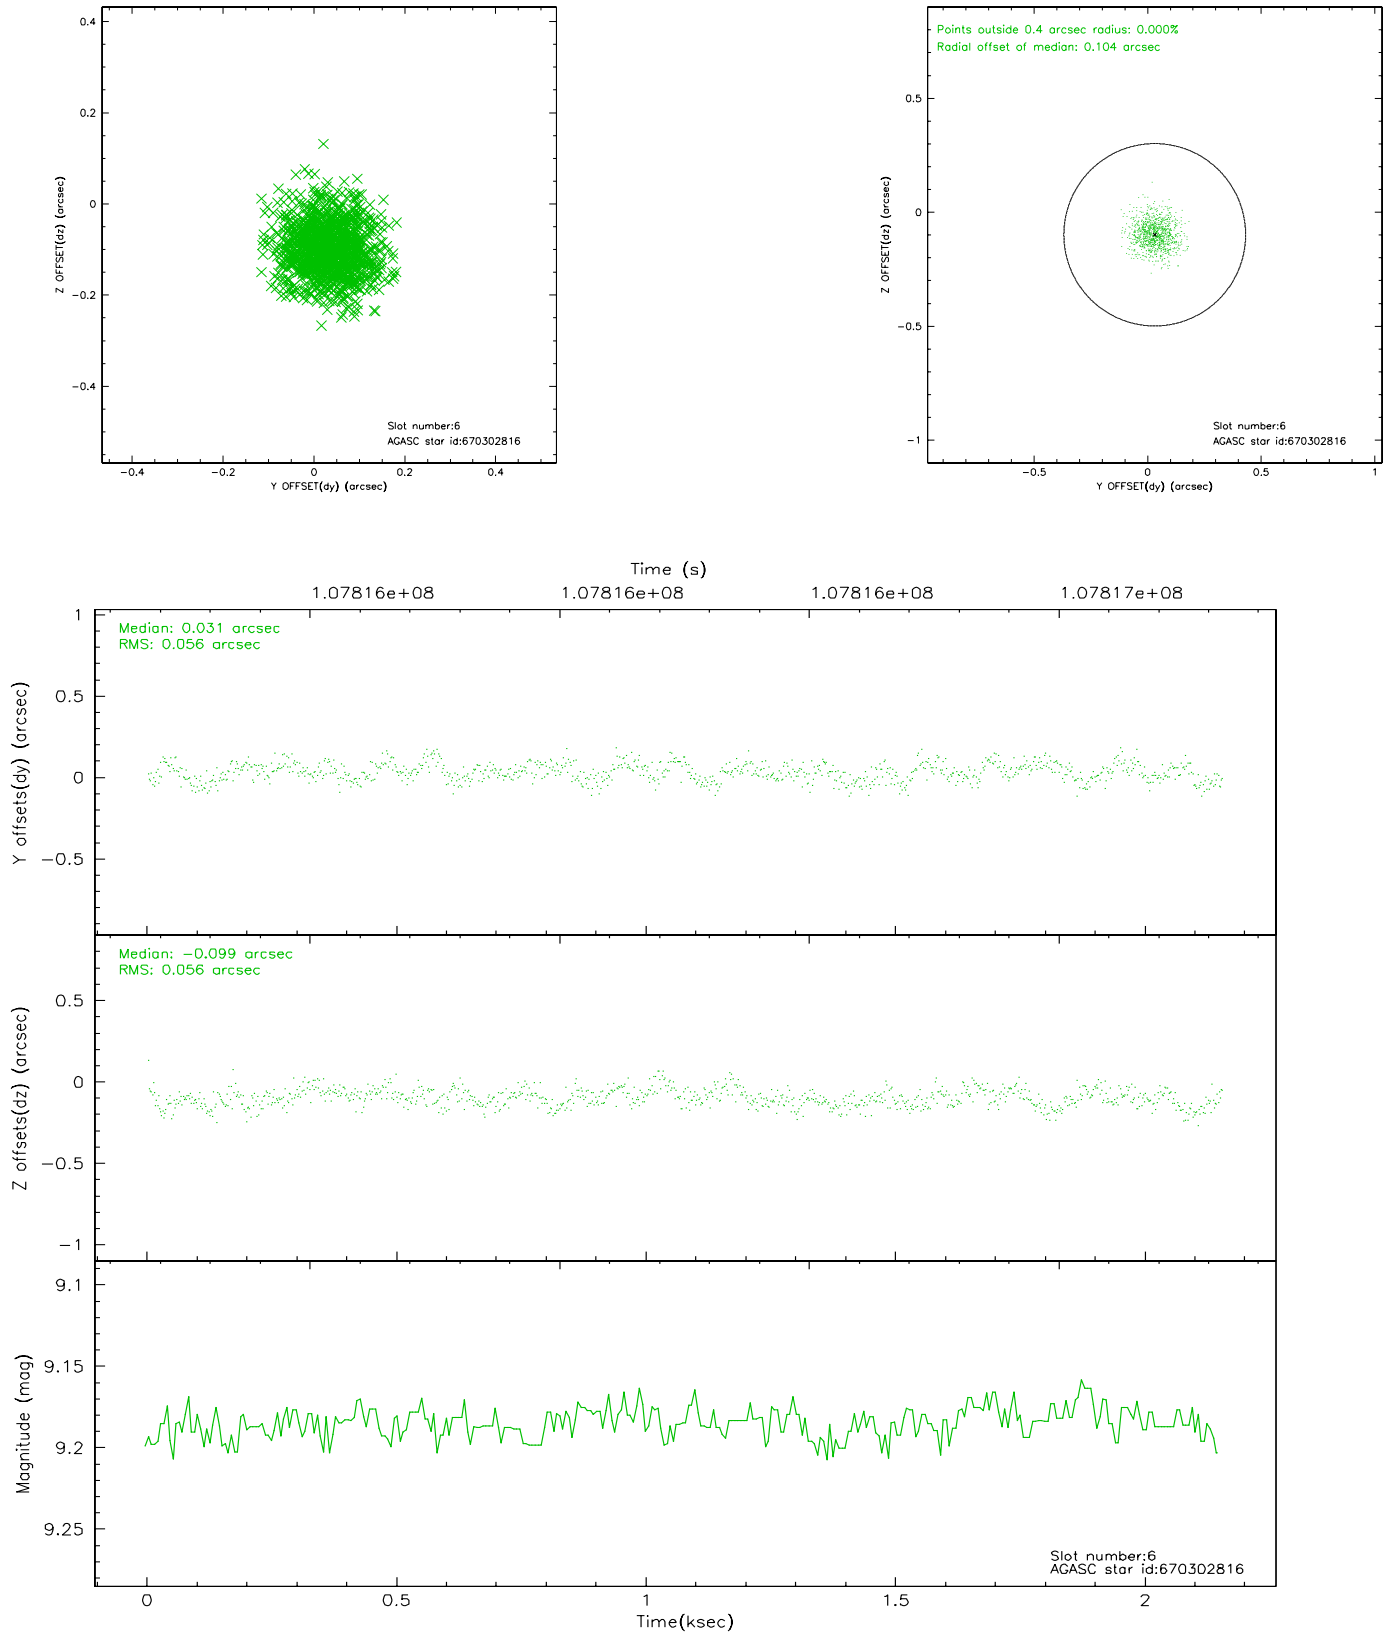 0.4
0.2
0
−0.2
−0.4
Z OFFSET(dz) (arcsec)
Slot number:6
AGASC star id:670302816
−0.4
−0.2
0
0.2
0.4
Y OFFSET(dy) (arcsec)
Points outside 0.4 arcsec radius: 0.000%
Radial offset of median: 0.104 arcsec
0.5
0
−0.5
−1
Z OFFSET(dz) (arcsec)
Slot number:6
AGASC star id:670302816
−0.5
0
0.5
1
Y OFFSET(dy) (arcsec)
Time (s)
1.07816e+08
1.07816e+08
1.07816e+08
1.07817e+08
Median: 0.031 arcsec
RMS: 0.056 arcsec
1
0.5
0
−0.5
Y offsets(dy) (arcsec)
Median: −0.099 arcsec
RMS: 0.056 arcsec
0.5
0
−0.5
−1
Z offsets(dz) (arcsec)
9.1
9.15
9.2
9.25
Magnitude (mag)
Slot number:6
AGASC star id:670302816
0
0.5
1
1.5
2
Time(ksec)